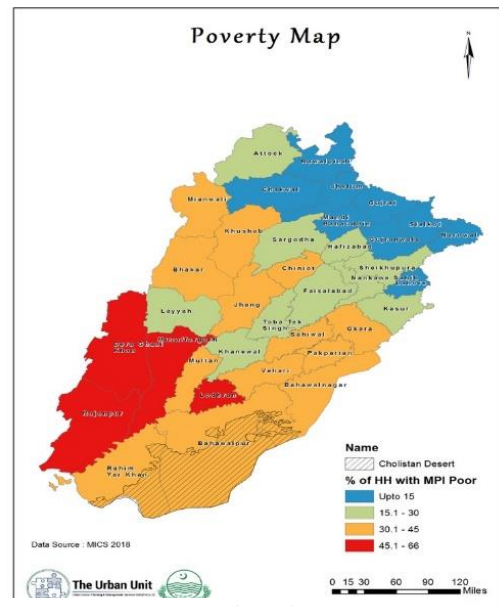 Poverty Map
N
Attock
Rawalpindi
Chakwal
Jhelum
Gujrat
Mianwali
Mandi
Sialkot
Narowal
Khushab
Gujranwala
Sargodha
Hafizabad
Sheikhupura
Bhakar
Chiniot
Nankana Sahib
Faisalabad
Layyah
Jhang
Kasur
Toba Tek
Singh
Okara
Sahiwal
Dera Ghazi
Khan
Muzaffargarh
Khanewal
Multan
Pakpattan
Vehari
Bahawalnagar
Rajanpur
Lodhran
Bahawalpur
Rahim
Yar Khan
Name
Cholistan Desert
% of HH with MPI Poor
Upto 15
15.1 - 30
30.1 - 45
45.1 - 66
Data Source : MICS 2018
The Urban Unit
0 15 30 60 90 120
Miles